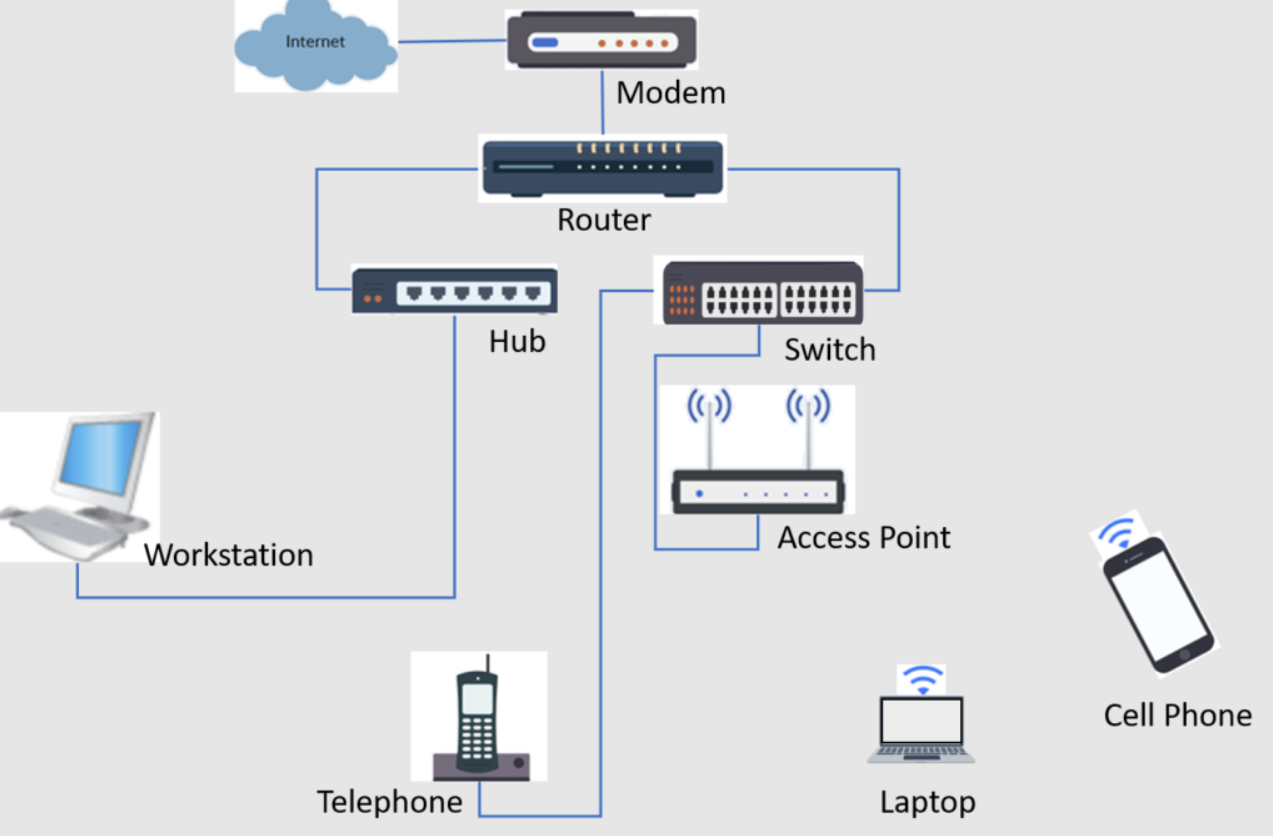 Internet
Modem
Router
Hub
Switch
Access Point
Workstation
Cell Phone
Telephone
Laptop